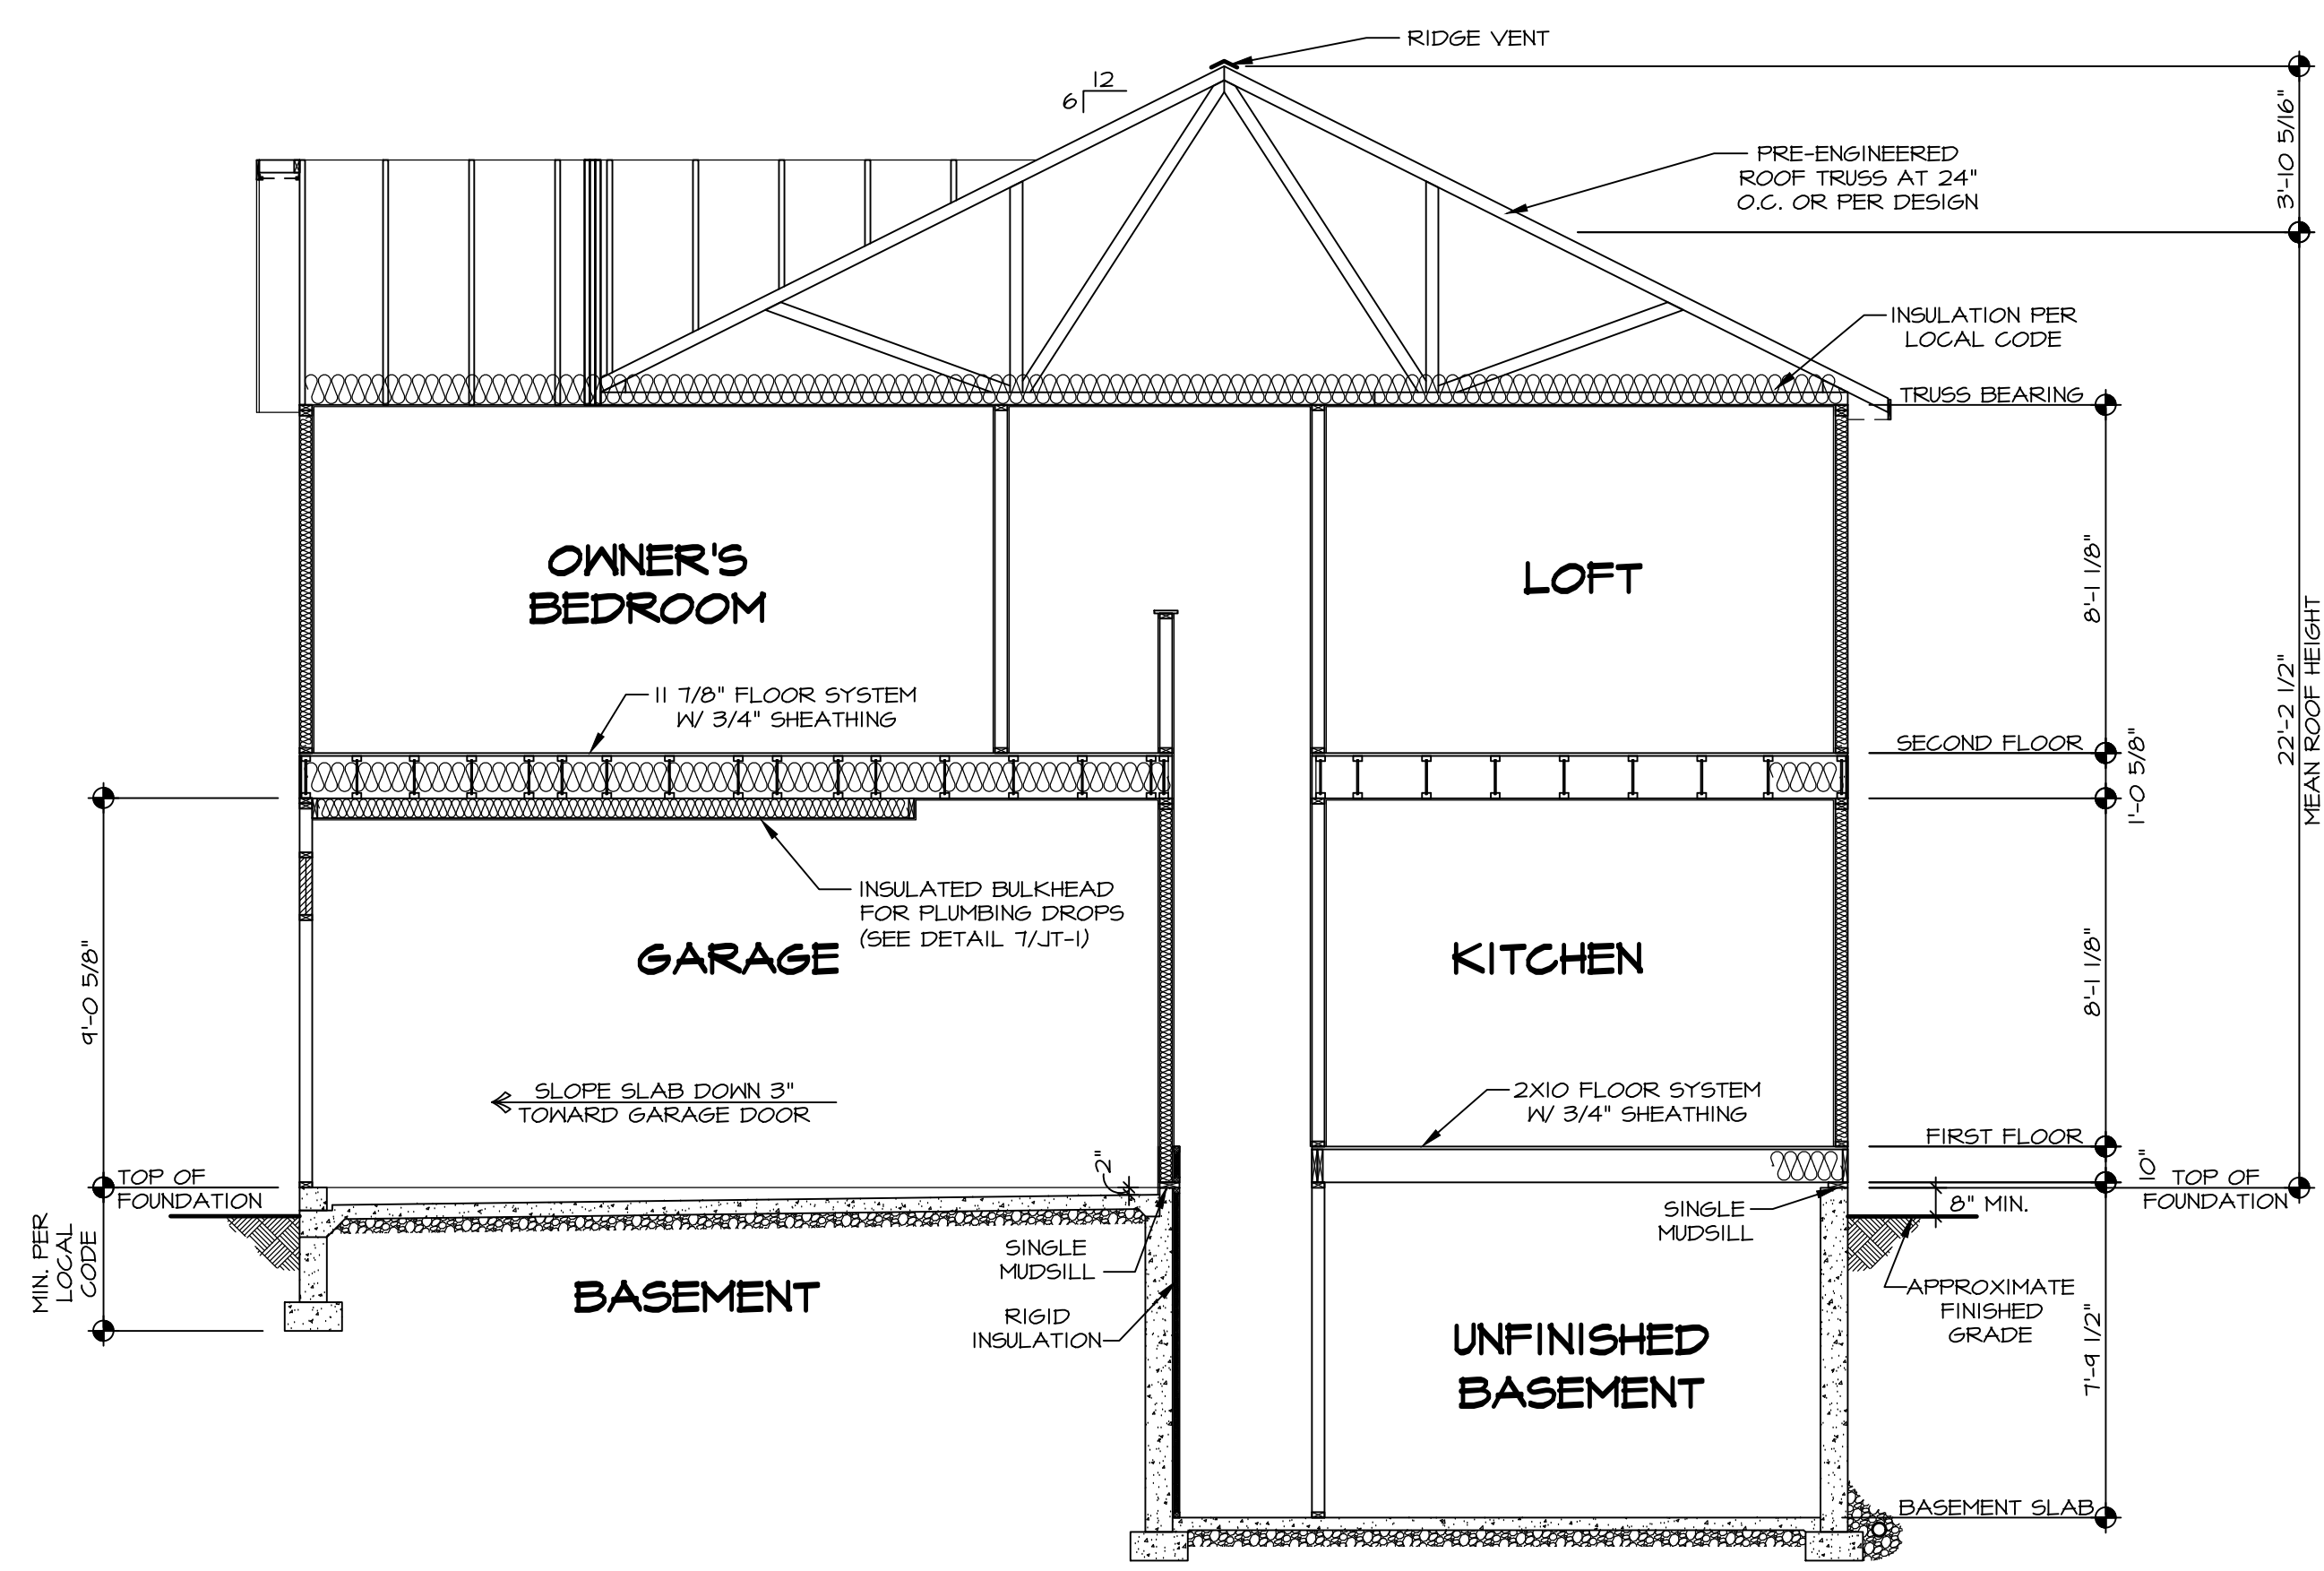 RIDGE VENT
12
6
3'-10 5/16"
PRE-ENGINEERED
ROOF TRUSS AT 24"
O.C. OR PER DESIGN
INSULATION PER
LOCAL CODE
TRUSS BEARING
OWNER'S
BEDROOM
LOFT
8'-1 1/8"
22'-2 1/2"
MEAN ROOF HEIGHT
11 7/8" FLOOR SYSTEM
W/ 3/4" SHEATHING
SECOND FLOOR
1'-0 5/8"
INSULATED BULKHEAD
FOR PLUMBING DROPS
(SEE DETAIL 7/JT-1)
GARAGE
KITCHEN
9'-0 5/8"
8'-1 1/8"
SLOPE SLAB DOWN 3"
TOWARD GARAGE DOOR
2X10 FLOOR SYSTEM
W/ 3/4" SHEATHING
FIRST FLOOR
10"
2"
TOP OF
FOUNDATION
TOP OF
FOUNDATION
8" MIN.
SINGLE
MUDSILL
MIN. PER
LOCAL
CODE
SINGLE
MUDSILL
BASEMENT
RIGID
INSULATION
APPROXIMATE
FINISHED
GRADE
UNFINISHED
BASEMENT
7'-9 1/2"
BASEMENT SLAB